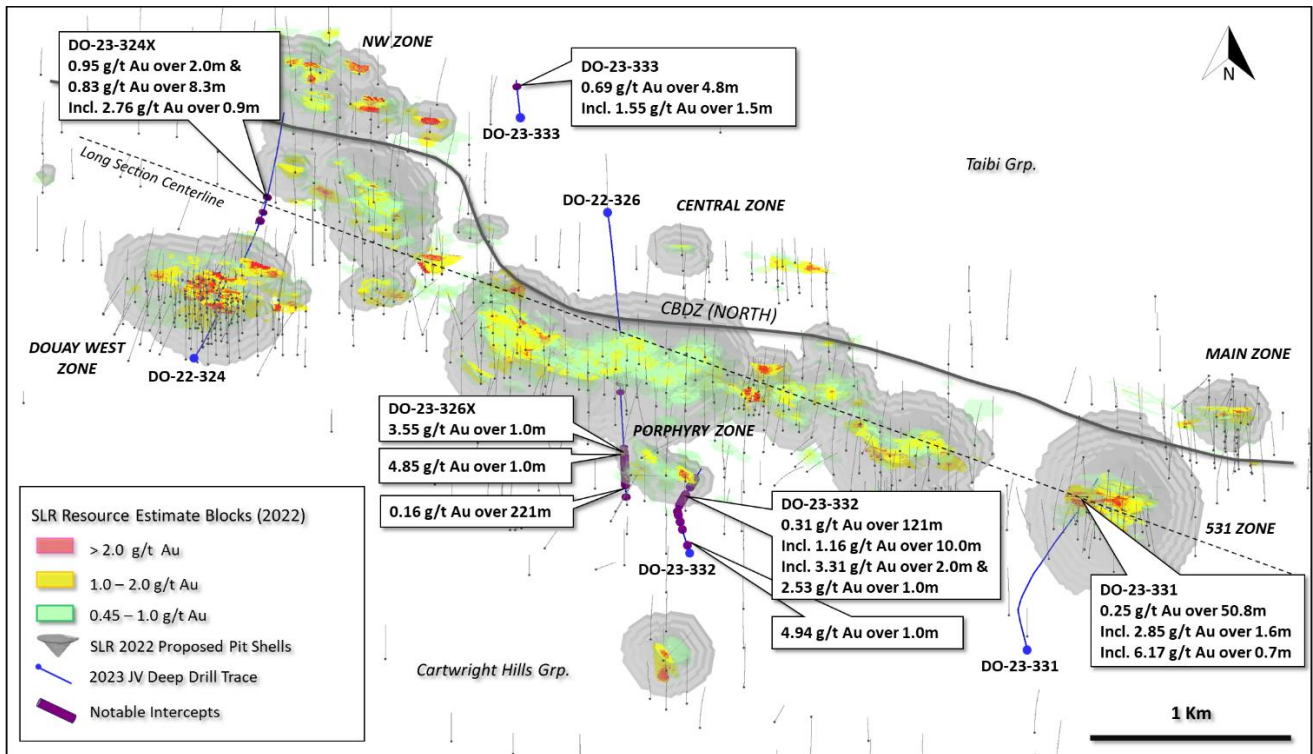 DO-23-324X
0.95 g/t Au over 2.0m &
0.83 g/t Au over 8.3m
Incl. 2.76 g/t Au over 0.9m
NW ZONE
DO-23-333
0.69 g/t Au over 4.8m
Incl. 1.55 g/t Au over 1.5m
DO-23-333
N
Long Section Centerline
Taibi Grp.
DO-22-326
CENTRAL ZONE
CBDZ (NORTH)
DOUAY WEST
ZONE
DO-22-324
MAIN ZONE
DO-23-326X
3.55 g/t Au over 1.0m
PORPHYRY ZONE
4.85 g/t Au over 1.0m
0.16 g/t Au over 221m
DO-23-332
0.31 g/t Au over 121m
Incl. 1.16 g/t Au over 10.0m
Incl. 3.31 g/t Au over 2.0m &
2.53 g/t Au over 1.0m
DO-23-332
4.94 g/t Au over 1.0m
531 ZONE
DO-23-331
0.25 g/t Au over 50.8m
Incl. 2.85 g/t Au over 1.6m
Incl. 6.17 g/t Au over 0.7m
DO-23-331
Cartwright Hills Grp.
SLR Resource Estimate Blocks (2022)
> 2.0 g/t Au
1.0 – 2.0 g/t Au
0.45 – 1.0 g/t Au
SLR 2022 Proposed Pit Shells
2023 JV Deep Drill Trace
Notable Intercepts
1 Km